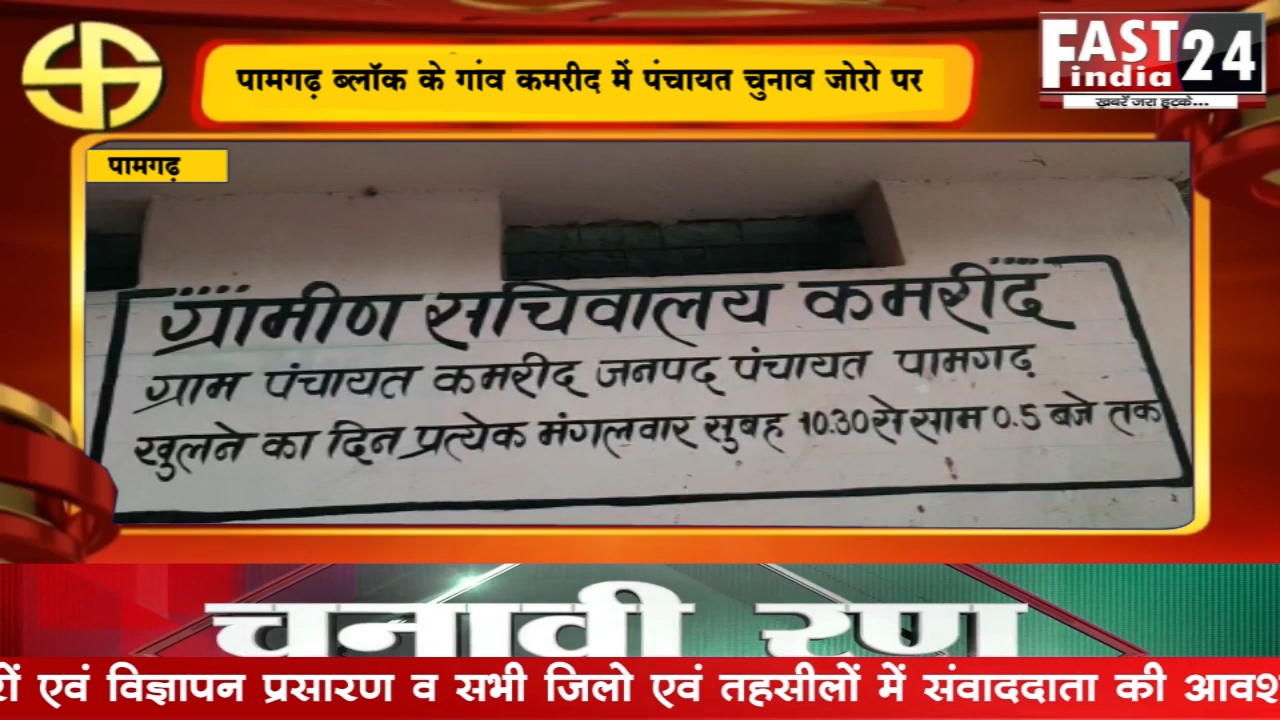 पामगढ़ ब्लॉक के गांव कमरीद में पंचायत चुनाव जोरो पर
FAST india 24
ख़बरें जरा हटके...
पामगढ़
ग्रामीण सचिवालय कमरीद
ग्राम पंचायत कमरीद जनपद पंचायत पामगढ़
खुलने का दिन प्रत्येक मंगलवार सुबह 10.30 से साम 0.5 बजे तक
चुनावी रण
एवं विज्ञापन प्रसारण व सभी जिलो एवं तहसीलों में संवाददाता की